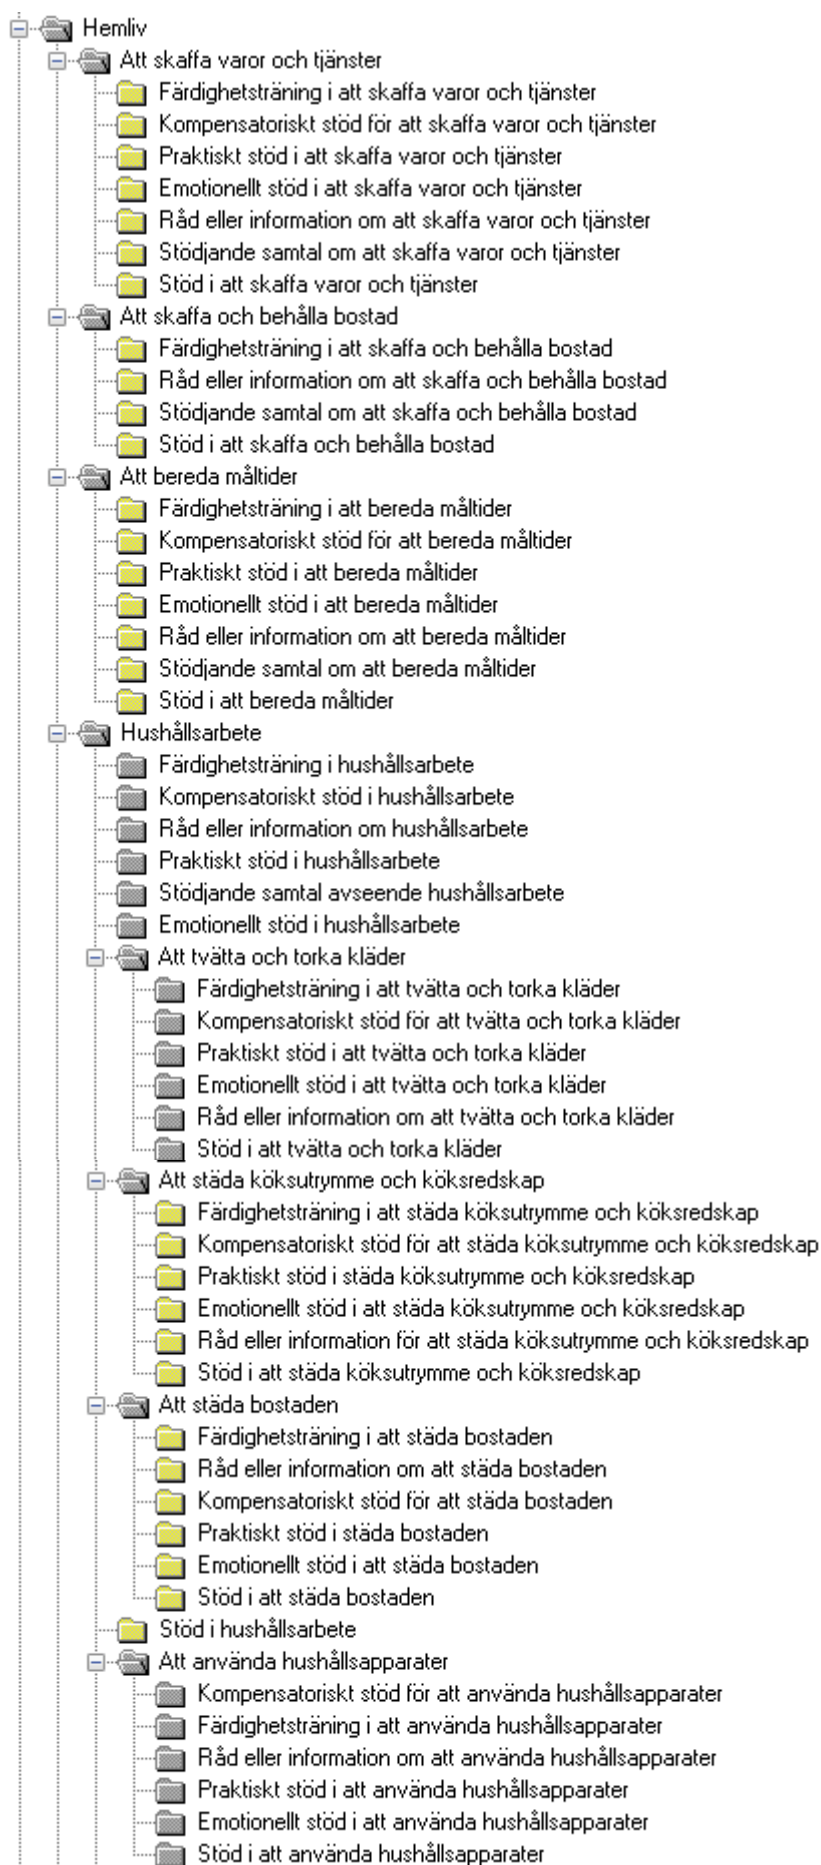 Hemliv
Att skaffa varor och tjänster
Färdighetsträning i att skaffa varor och tjänster
Kompensatoriskt stöd för att skaffa varor och tjänster
Praktiskt stöd i att skaffa varor och tjänster
Emotionellt stöd i att skaffa varor och tjänster
Råd eller information om att skaffa varor och tjänster
Stödjande samtal om att skaffa varor och tjänster
Stöd i att skaffa varor och tjänster
Att skaffa och behålla bostad
Färdighetsträning i att skaffa och behålla bostad
Råd eller information om att skaffa och behålla bostad
Stödjande samtal om att skaffa och behålla bostad
Stöd i att skaffa och behålla bostad
Att bereda måltider
Färdighetsträning i att bereda måltider
Kompensatoriskt stöd för att bereda måltider
Praktiskt stöd i att bereda måltider
Emotionellt stöd i att bereda måltider
Råd eller information om att bereda måltider
Stödjande samtal om att bereda måltider
Stöd i att bereda måltider
Hushållsarbete
Färdighetsträning i hushållsarbete
Kompensatoriskt stöd i hushållsarbete
Råd eller information om hushållsarbete
Praktiskt stöd i hushållsarbete
Stödjande samtal avseende hushållsarbete
Emotionellt stöd i hushållsarbete
Att tvätta och torka kläder
Färdighetsträning i att tvätta och torka kläder
Kompensatoriskt stöd för att tvätta och torka kläder
Praktiskt stöd i att tvätta och torka kläder
Emotionellt stöd i att tvätta och torka kläder
Råd eller information om att tvätta och torka kläder
Stöd i att tvätta och torka kläder
Att städa köksutrymme och köksredskap
Färdighetsträning i att städa köksutrymme och köksredskap
Kompensatoriskt stöd för att städa köksutrymme och köksredskap
Praktiskt stöd i städa köksutrymme och köksredskap
Emotionellt stöd i att städa köksutrymme och köksredskap
Råd eller information för att städa köksutrymme och köksredskap
Stöd i att städa köksutrymme och köksredskap
Att städa bostaden
Färdighetsträning i att städa bostaden
Råd eller information om att städa bostaden
Kompensatoriskt stöd för att städa bostaden
Praktiskt stöd i städa bostaden
Emotionellt stöd i att städa bostaden
Stöd i att städa bostaden
Stöd i hushållsarbete
Att använda hushållsapparater
Kompensatoriskt stöd för att använda hushållsapparater
Färdighetsträning i att använda hushållsapparater
Råd eller information om att använda hushållsapparater
Praktiskt stöd i att använda hushållsapparater
Emotionellt stöd i att använda hushållsapparater
Stöd i att använda hushållsapparater